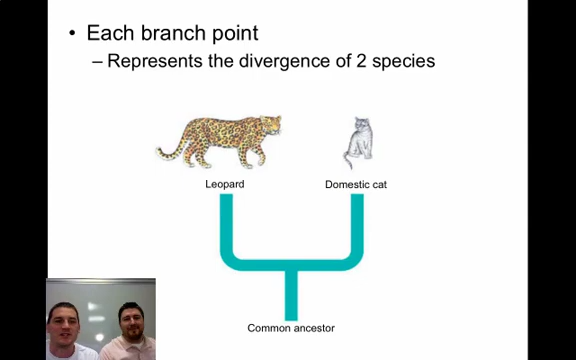 • Each branch point
– Represents the divergence of 2 species
Leopard
Domestic cat
Common ancestor